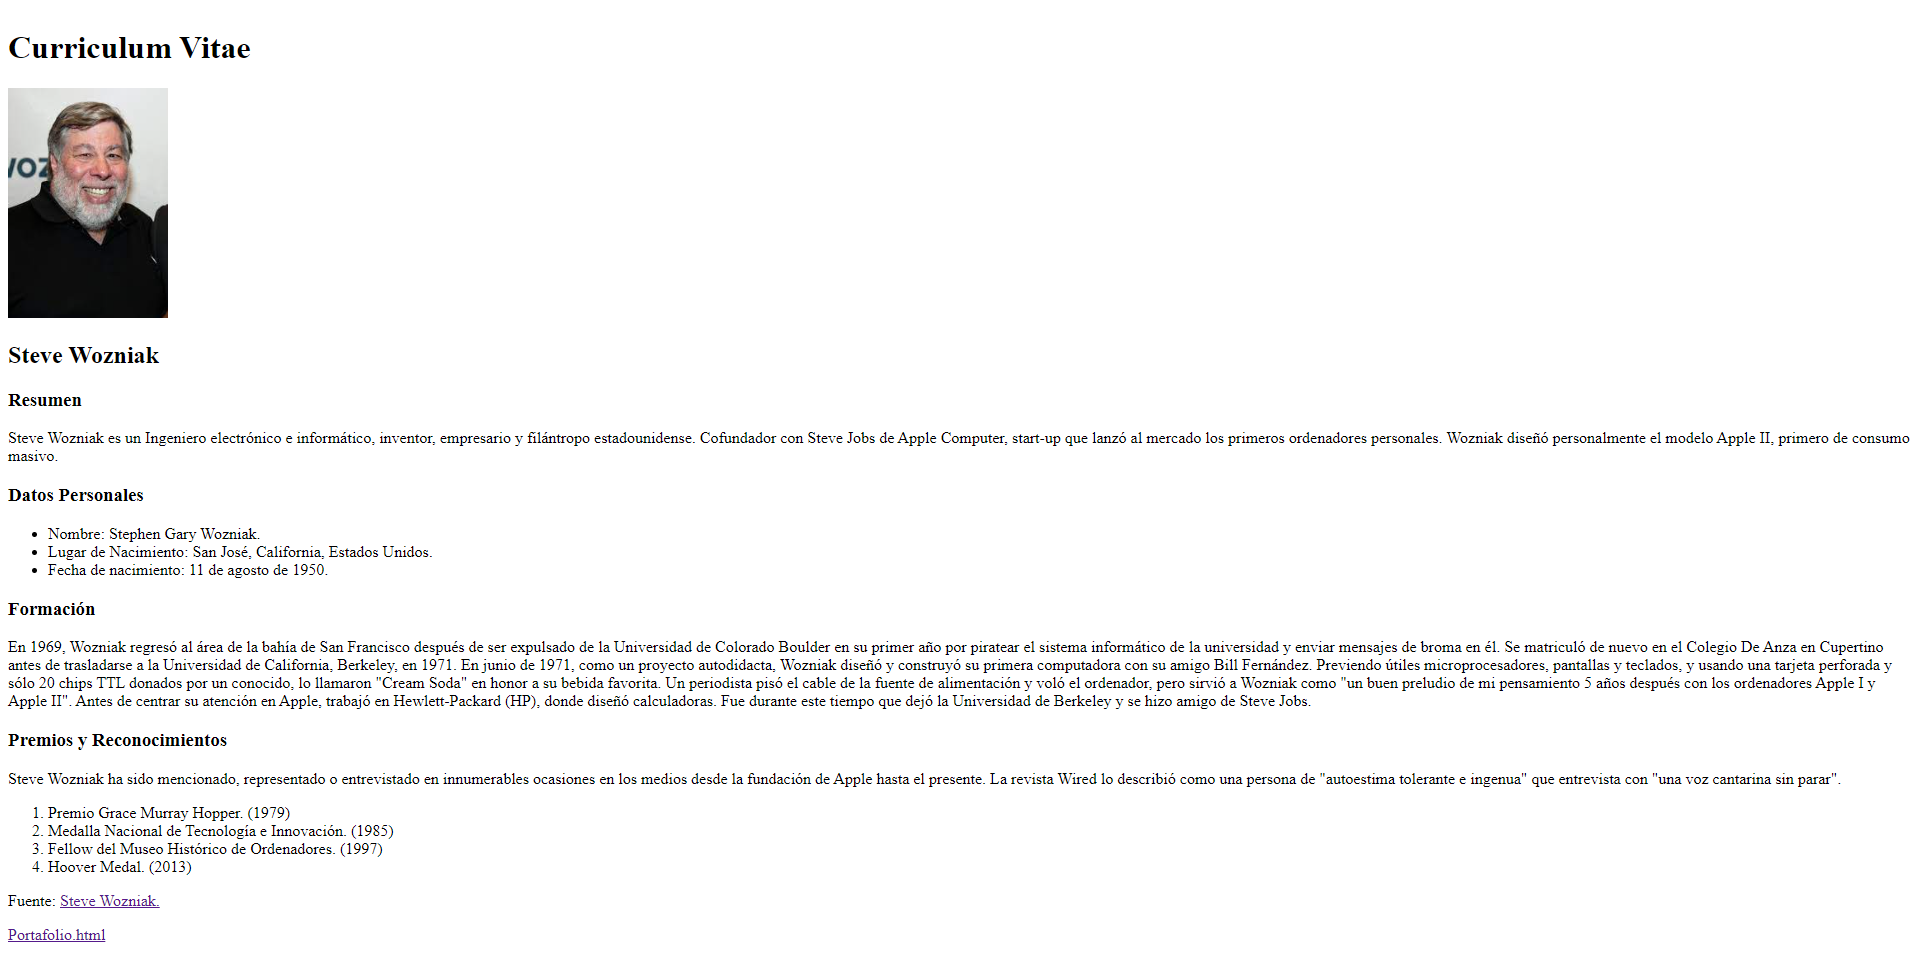 Curriculum Vitae
VOZ
Steve Wozniak
Resumen
Steve Wozniak es un Ingeniero electrónico e informático, inventor, empresario y filántropo estadounidense. Cofundador con Steve Jobs de Apple Computer, start-up que lanzó al mercado los primeros ordenadores personales. Wozniak diseñó personalmente el modelo Apple II, primero de consumo
masivo.
Datos Personales
• Nombre: Stephen Gary Wozniak.
• Lugar de Nacimiento: San José, California, Estados Unidos.
• Fecha de nacimiento: 11 de agosto de 1950.
Formación
En 1969, Wozniak regresó al área de la bahía de San Francisco después de ser expulsado de la Universidad de Colorado Boulder en su primer año por piratear el sistema informático de la universidad y enviar mensajes de broma en él. Se matriculó de nuevo en el Colegio De Anza en Cupertino
antes de trasladarse a la Universidad de California, Berkeley, en 1971. En junio de 1971, como un proyecto autodidacta, Wozniak diseñó y construyó su primera computadora con su amigo Bill Fernández. Previendo útiles microprocesadores, pantallas y teclados, y usando una tarjeta perforada y
sólo 20 chips TTL donados por un conocido, lo llamaron "Cream Soda" en honor a su bebida favorita. Un periodista pisó el cable de la fuente de alimentación y voló el ordenador, pero sirvió a Wozniak como "un buen preludio de mi pensamiento 5 años después con los ordenadores Apple I y
Apple II". Antes de centrar su atención en Apple, trabajó en Hewlett-Packard (HP), donde diseñó calculadoras. Fue durante este tiempo que dejó la Universidad de Berkeley y se hizo amigo de Steve Jobs.
Premios y Reconocimientos
Steve Wozniak ha sido mencionado, representado o entrevistado en innumerables ocasiones en los medios desde la fundación de Apple hasta el presente. La revista Wired lo describió como una persona de "autoestima tolerante e ingenua" que entrevista con "una voz cantarina sin parar".
1. Premio Grace Murray Hopper. (1979)
2. Medalla Nacional de Tecnología e Innovación. (1985)
3. Fellow del Museo Histórico de Ordenadores. (1997)
4. Hoover Medal. (2013)
Fuente: Steve Wozniak.
Portafolio.html